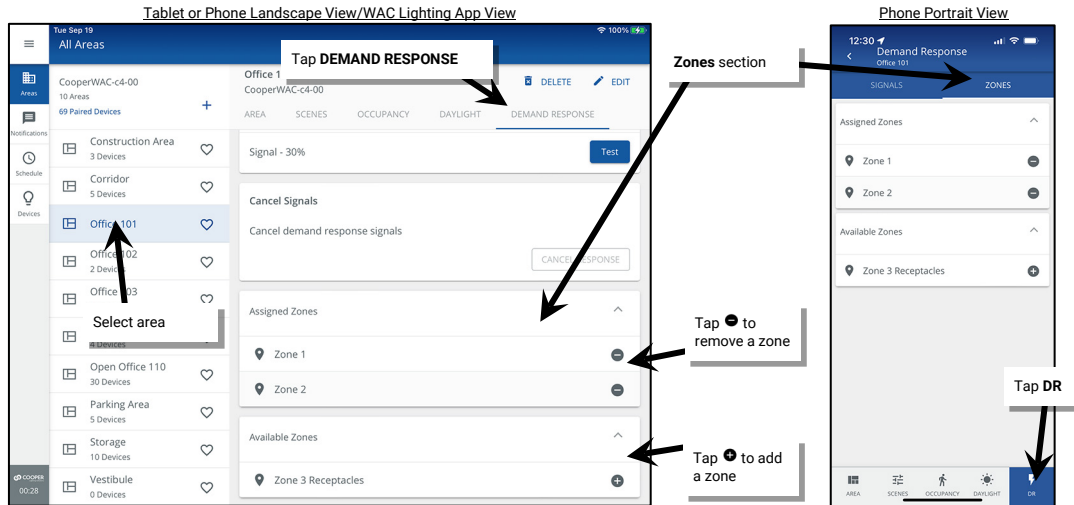 Tablet or Phone Landscape View/WAC Lighting App View
Phone Portrait View
Tue Sep 19
100%
All Areas
Tap DEMAND RESPONSE
Zones section
Areas
Notifications
Schedule
Devices
COOPER
00:28
CooperWAC-c4-00
10 Areas
69 Paired Devices
Construction Area
3 Devices
Corridor
5 Devices
Office 101
Office 102
2 Devices
Select area
4 Devices
Open Office 110
30 Devices
Parking Area
5 Devices
Storage
10 Devices
Vestibule
0 Devices
Office 1
CooperWAC-c4-00
DELETE
EDIT
AREA SCENES OCCUPANCY DAYLIGHT DEMAND RESPONSE
Signal - 30%
Test
Cancel Signals
Cancel demand response signals
CANCEL RESPONSE
Assigned Zones
Zone 1
Zone 2
Available Zones
Zone 3 Receptacles
Tap to
remove a zone
Tap to add
a zone
12:30
Demand Response
Office 101
SIGNALS ZONES
Assigned Zones
Zone 1
Zone 2
Available Zones
Zone 3 Receptacles
Tap DR
AREA SCENES OCCUPANCY DAYLIGHT DR